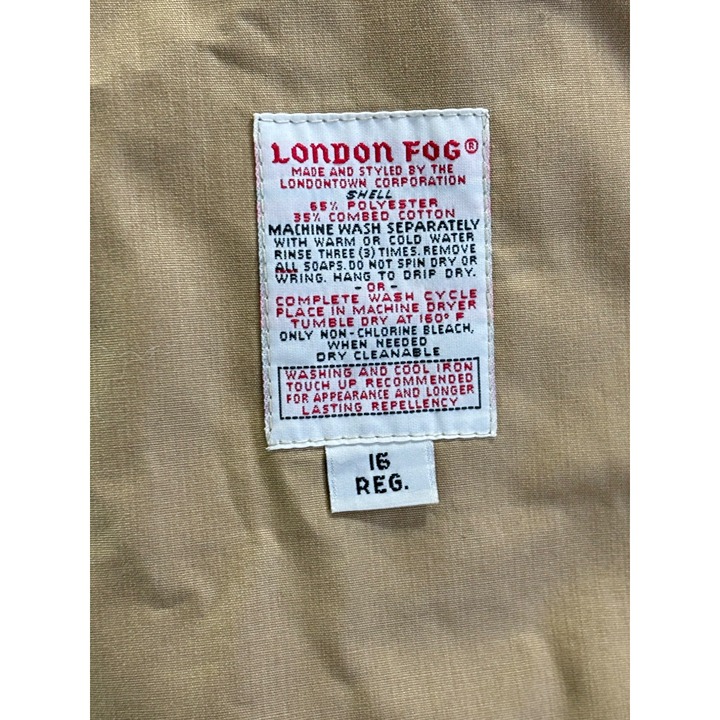 LONDON FOG®
MADE AND STYLED BY THE
LONDONTOWN CORPORATION
SHELL
65% POLYESTER
35% COMBED COTTON
MACHINE WASH SEPARATELY
WITH WARM OR COLD WATER
RINSE THREE (3) TIMES. REMOVE
ALL SOAPS. DO NOT SPIN DRY OR
WRING. HANG TO DRIP DRY.
-OR-
COMPLETE WASH CYCLE
PLACE IN MACHINE DRYER
TUMBLE DRY AT 160° F
ONLY NON-CHLORINE BLEACH,
WHEN NEEDED
DRY CLEANABLE
WASHING AND COOL IRON
TOUCH UP RECOMMENDED
FOR APPEARANCE AND LONGER
LASTING REPELLENCY
16
REG.